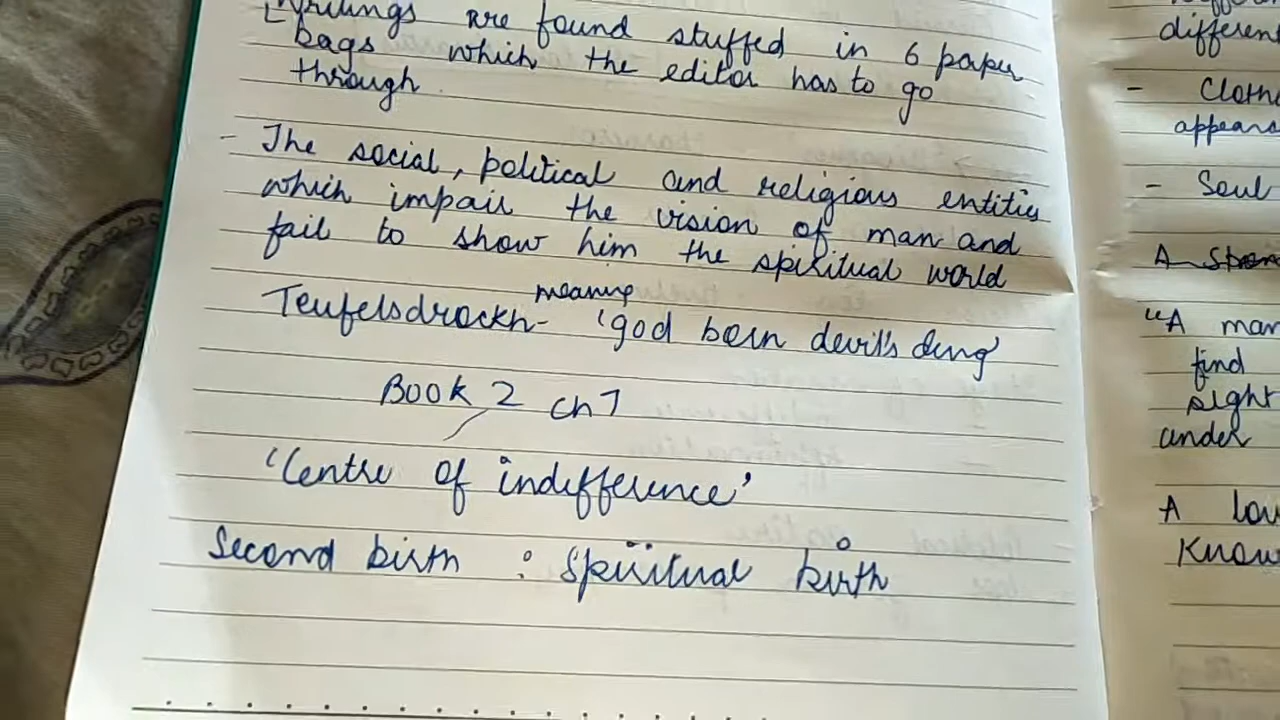 Writings are found stuffed in 6 paper
bags which the editor has to go
through
- The social, political and religious entities
which impair the vision of man and
fail to show him the spiritual world
meaning
Teufelsdrockh- 'god born devil's dung'
Book 2 ch 7
'Centre of indifference'
Second birth : Spiritual birth
different
- Cloth
appears
- Soul
A
"A man
find
sight
under
A
Know